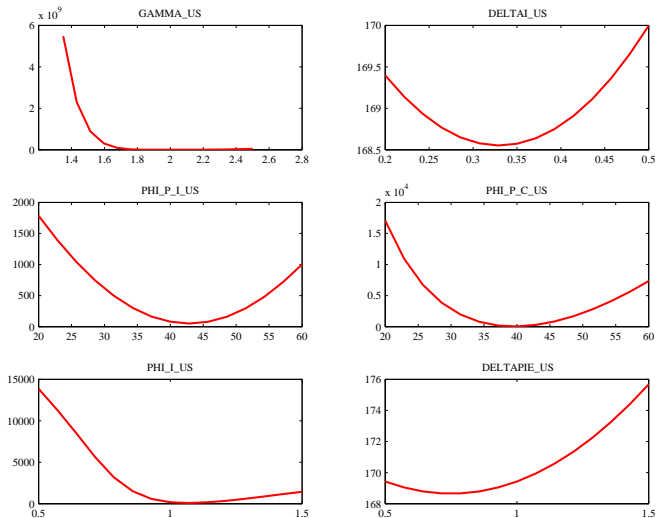 GAMMA_US
x 10^9
6
4
2
0
1.4 1.6 1.8 2 2.2 2.4 2.6 2.8
DELTAI_US
170
169.5
169
168.5
0.2 0.25 0.3 0.35 0.4 0.45 0.5
PHI_P_I_US
2000
1500
1000
500
0
20 25 30 35 40 45 50 55 60
PHI_P_C_US
x 10^4
2
1.5
1
0.5
0
20 25 30 35 40 45 50 55 60
PHI_I_US
15000
10000
5000
0
0.5 1 1.5
DELTAPIE_US
176
174
172
170
168
0.5 1 1.5